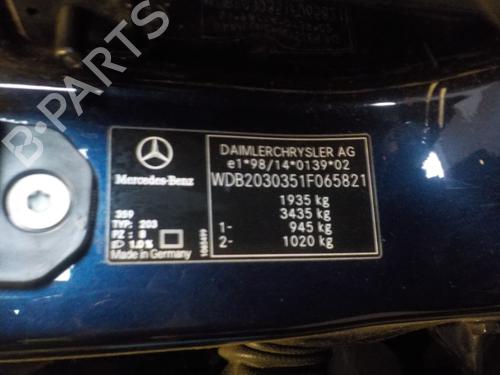 B-PARTS
DAIMLERCHRYSLER AG
e1*98/14*0139*02
WDB2030351F065821
1935 kg
3435 kg
1- 945 kg
2- 1020 kg
Mercedes-Benz
359
TYP: 203
PZ: 8
1.0%
Made in Germany